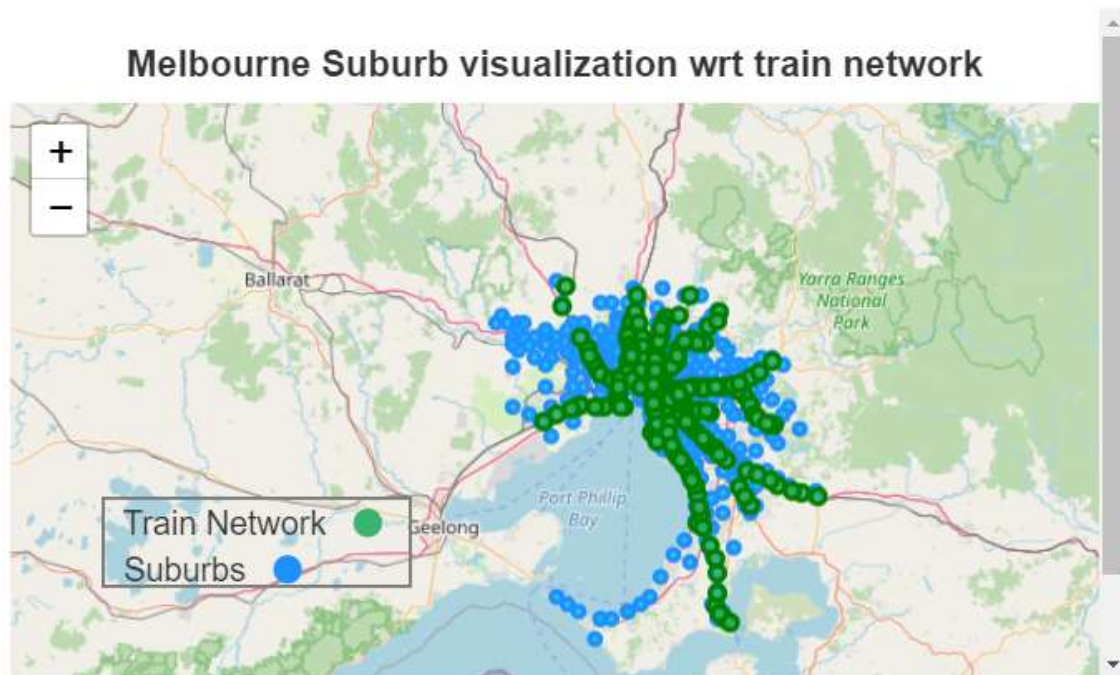 Melbourne Suburb visualization wrt train network
+
−
Ballarat
Yarra Ranges
National
Park
Port Phillip
Bay
Geelong
Train Network
Suburbs